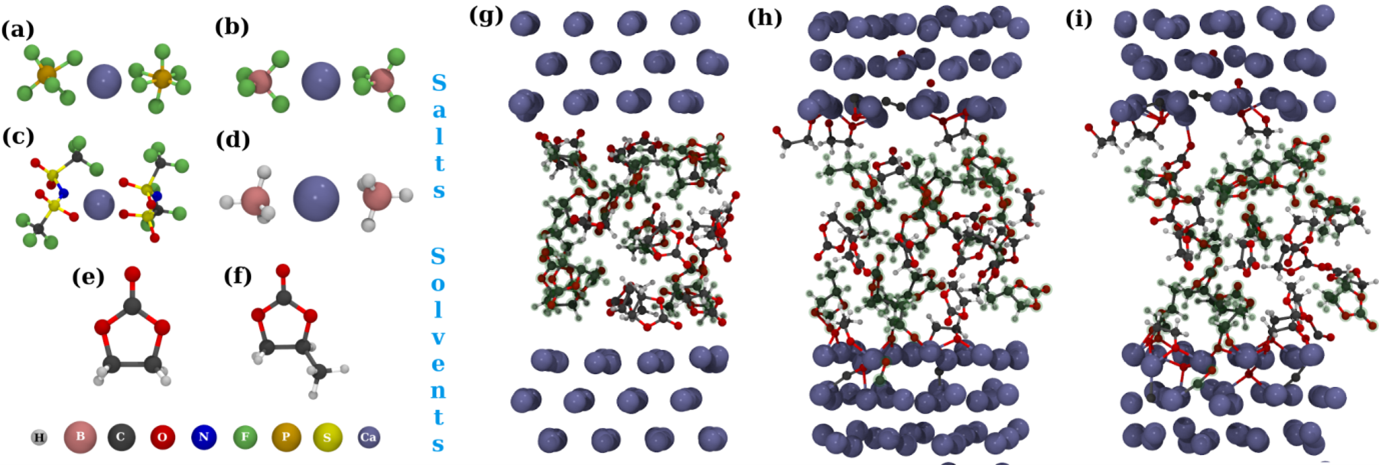 (a)
(b)
(c)
(d)
(e)
(f)
H B C O N F P S Ca
Salts
Solvents
(g)
(h)
(i)